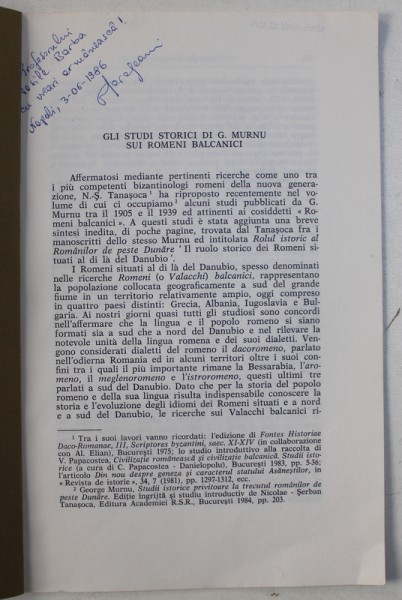 Profesorului
Vasile Barba
cu urări armânească!
Napoli, 3-06-1986
GLI STUDI STORICI DI G. MURNU
SUI ROMENI BALCANICI
Affermatosi mediante pertinenti ricerche come uno tra
i più competenti bizantinologi romeni della nuova genera-
zione, N.-Ş. Tanaşoca ¹ ha riproposto recentemente nel vo-
lume di cui ci occupiamo ² alcuni studi pubblicati da G.
Murnu tra il 1905 e il 1939 ed attinenti ai cosiddetti « Ro-
meni balcanici ». A questi studi è stata aggiunta una breve
sintesi inedita, di poche pagine, trovata dal Tanaşoca fra i
manoscritti dello stesso Murnu ed intitolata Rolul istoric al
Românilor de peste Dunăre ' Il ruolo storico dei Romeni si-
tuati al di là del Danubio '.
I Romeni situati al di là del Danubio, spesso denominati
nelle ricerche Romeni (o Valacchi) balcanici, rappresentano
la popolazione collocata geograficamente a sud del grande
fiume in un territorio relativamente ampio, oggi compreso
in quattro paesi distinti: Grecia, Albania, Iugoslavia e Bul-
garia. Ai nostri giorni quasi tutti gli studiosi sono concordi
nell'affermare che la lingua e il popolo romeno si siano
formati sia a sud che a nord del Danubio e nel rilevare la
notevole unità della lingua romena e dei suoi dialetti. Ven-
gono considerati dialetti del romeno il dacoromeno, parlato
nell'odierna Romania ed in alcuni territori oltre i suoi con-
fini tra i quali il più importante rimane la Bessarabia, l'aro-
meno, il meglenoromeno e l'istroromeno, questi ultimi tre
parlati a sud del Danubio. Dato che per la storia del popolo
romeno e della sua lingua risulta indispensabile conoscere la
storia e l'evoluzione degli idiomi dei Romeni situati e a nord
e a sud del Danubio, le ricerche sui Valacchi balcanici ri-
¹ Tra i suoi lavori vanno ricordati: l'edizione di Fontes Historiae
Daco-Romanae, III, Scriptores byzantini, saec. XI-XIV (in collaborazione
con Al. Elian), Bucureşti 1975; lo studio introduttivo alla raccolta di
V. Papacostea, Civilizaţie românească şi civilizaţie balcanică. Studii isto-
rice (a cura di C. Papacostea - Danielopolu), Bucureşti 1983, pp. 5-36;
l'articolo Din nou despre geneza şi caracterul statului Asăneştilor, in
« Revista de istorie », 34, 7 (1981), pp. 1297-1312, ecc.
² George Murnu, Studii istorice privitoare la trecutul românilor de
peste Dunăre. Ediţie îngrijită şi studiu introductiv de Nicolae - Şerban
Tanaşoca, Editura Academiei R.S.R., Bucureşti 1984, pp. 203.